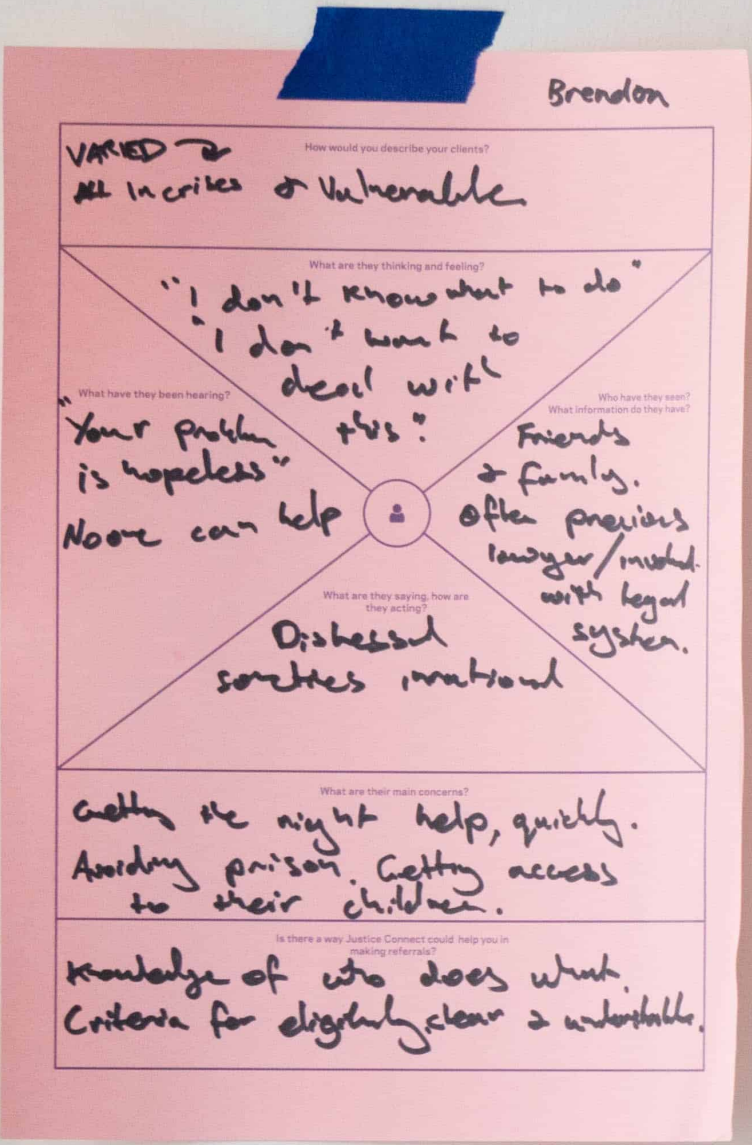 Brendon
How would you describe your clients?
VARIED
ALL In crises & Vulnerable
What are they thinking and feeling?
"I don't know what to do"
"I don't want to
deal with
this"
What have they been hearing?
"Your problem
is hopeless"
Noone can help
Who have they seen?
What information do they have?
Friends
& family.
Often previous
lawyer/involved
with legal
system.
What are they saying, how are
they acting?
Distressed
sometimes irrational
What are their main concerns?
Getting the right help, quickly.
Avoiding prison. Getting access
to their children.
Is there a way Justice Connect could help you in
making referrals?
Knowledge of who does what.
Criteria for eligibility clear & understable.